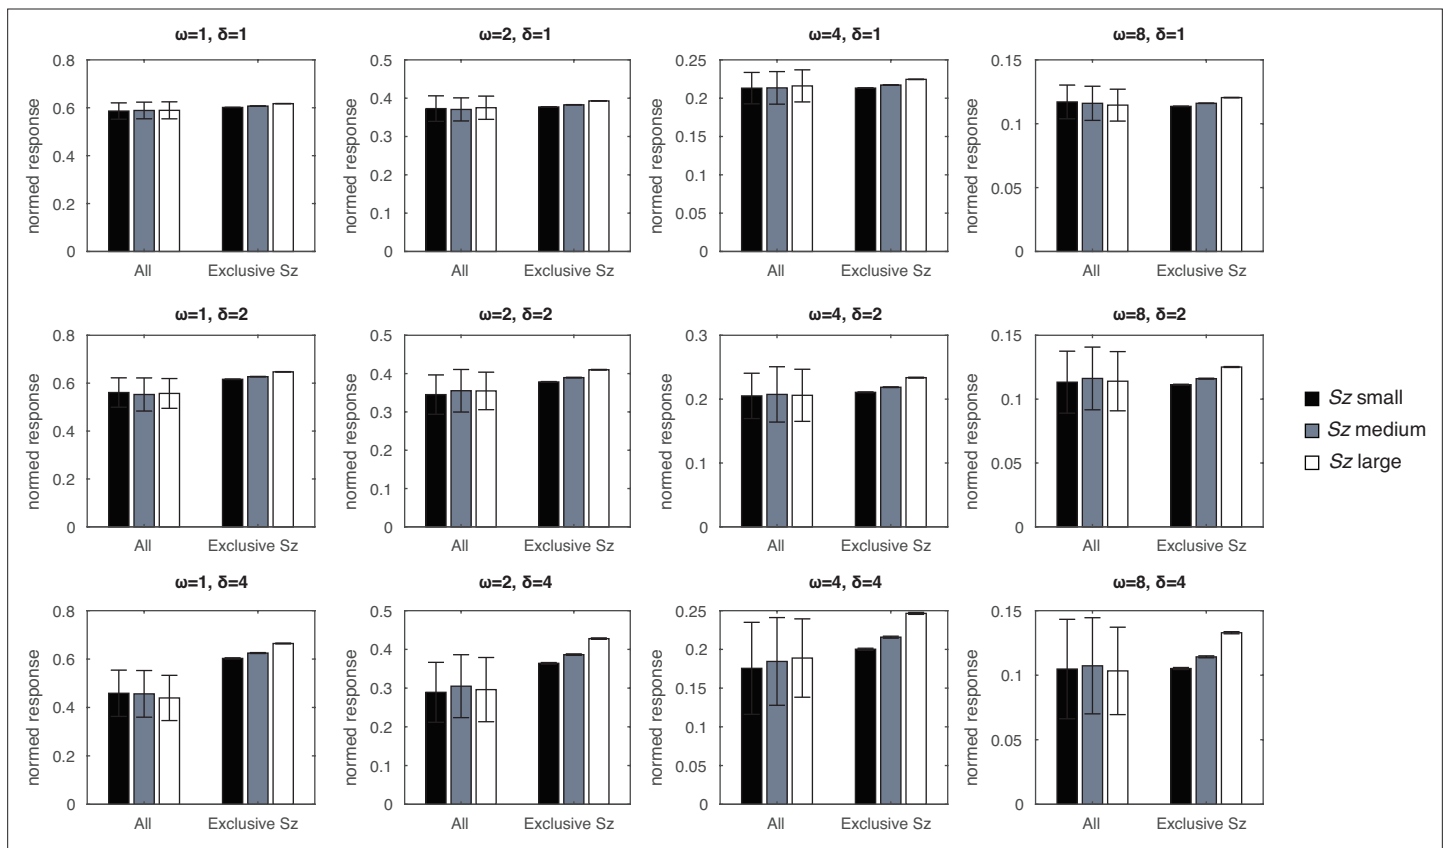 ω=1, δ=1
ω=2, δ=1
ω=4, δ=1
ω=8, δ=1
normed response
0.8
0.6
0.4
0.2
0
All
Exclusive Sz
normed response
0.5
0.4
0.3
0.2
0.1
0
All
Exclusive Sz
normed response
0.25
0.2
0.15
0.1
0.05
0
All
Exclusive Sz
normed response
0.15
0.1
0.05
0
All
Exclusive Sz
ω=1, δ=2
ω=2, δ=2
ω=4, δ=2
ω=8, δ=2
normed response
0.8
0.6
0.4
0.2
0
All
Exclusive Sz
normed response
0.5
0.4
0.3
0.2
0.1
0
All
Exclusive Sz
normed response
0.3
0.2
0.1
0
All
Exclusive Sz
normed response
0.15
0.1
0.05
0
All
Exclusive Sz
Sz small
Sz medium
Sz large
ω=1, δ=4
ω=2, δ=4
ω=4, δ=4
ω=8, δ=4
normed response
0.8
0.6
0.4
0.2
0
All
Exclusive Sz
normed response
0.5
0.4
0.3
0.2
0.1
0
All
Exclusive Sz
normed response
0.25
0.2
0.15
0.1
0.05
0
All
Exclusive Sz
normed response
0.15
0.1
0.05
0
All
Exclusive Sz